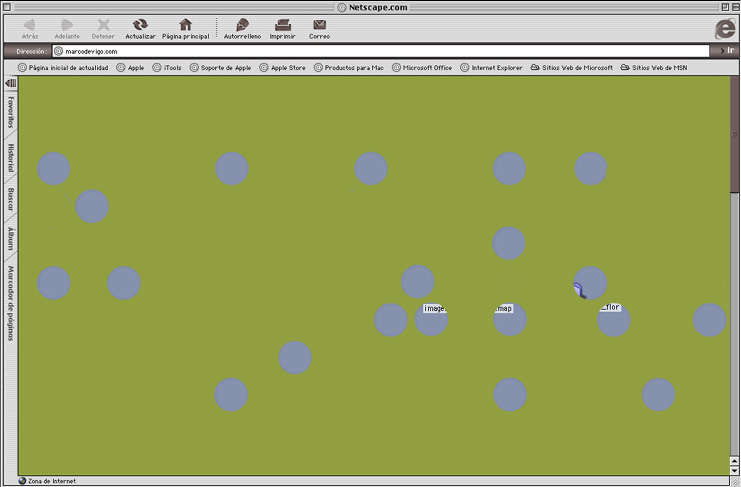 Netscape.com
Atrás Adelante Detener Actualizar Página principal Autorrelleno Imprimir Correo
Dirección: marcodevigo.com Ir
Página inicial de actualidad Apple iTools Soporte de Apple Apple Store Productos para Mac Microsoft Office Internet Explorer Sitios Web de Microsoft Sitios Web de MSN
Favoritos
Historial
Buscar
Álbum
Marcador de páginas
image. :map _flor
Zona de Internet